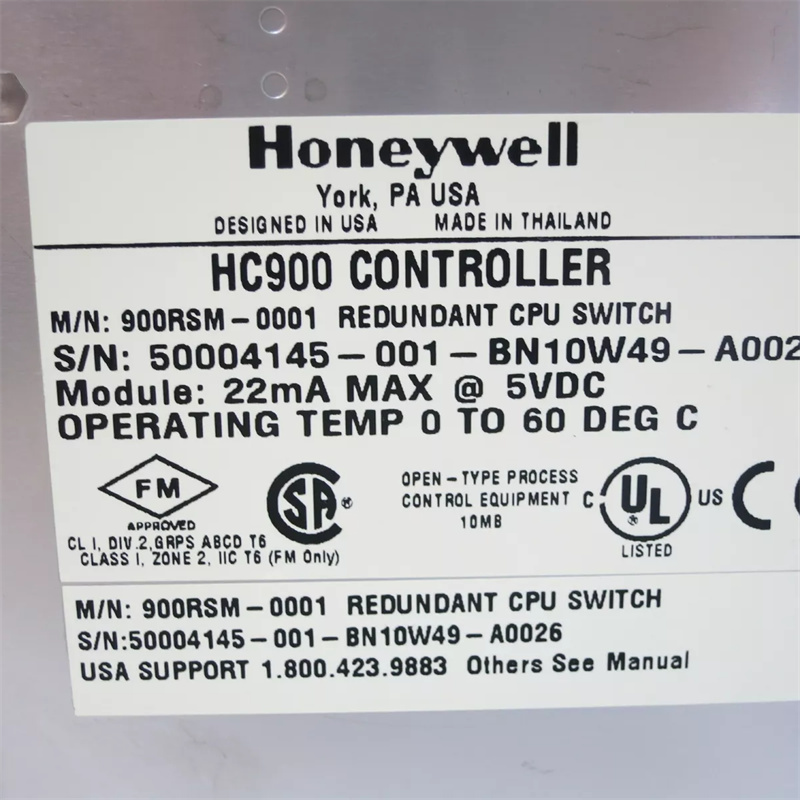 Honeywell
York, PA USA
DESIGNED IN USA MADE IN THAILAND
HC900 CONTROLLER
M/N: 900RSM-0001 REDUNDANT CPU SWITCH
S/N: 50004145-001-BN10W49-A002
Module: 22mA MAX @ 5VDC
OPERATING TEMP 0 TO 60 DEG C
FM
APPROVED
CL I, DIV.2,GRPS ABCD T6
CLASS I, ZONE 2, IIC T6 (FM Only)
SA ®
OPEN-TYPE PROCESS
CONTROL EQUIPMENT
10MB
C UL ® US
LISTED
C
M/N: 900RSM-0001 REDUNDANT CPU SWITCH
S/N:50004145-001-BN10W49-A0026
USA SUPPORT 1.800.423.9883 Others See Manual